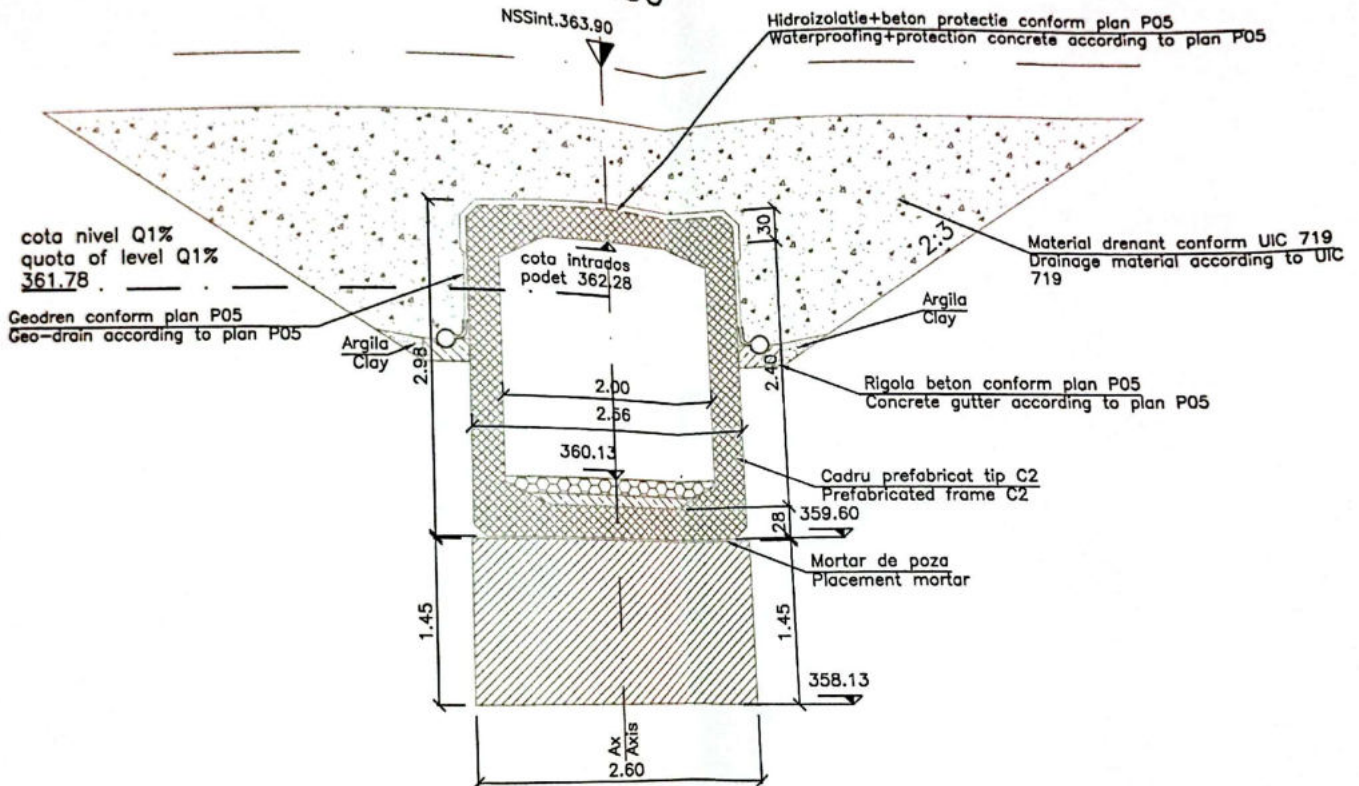 NSSint.363.90
Hidroizolatie+beton protectie conform plan P05
Waterproofing+protection concrete according to plan P05
30
2:3
cota nivel Q1%
quota of level Q1%
361.78
cota intrados
podet 362.28
Material drenant conform UIC 719
Drainage material according to UIC
719
Geodren conform plan P05
Geo-drain according to plan P05
Argila
Clay
Argila
Clay
2.98
2.40
2.00
2.56
Rigola beton conform plan P05
Concrete gutter according to plan P05
360.13
Cadru prefabricat tip C2
Prefabricated frame C2
28
359.60
Mortar de poza
Placement mortar
1.45
1.45
358.13
Ax
Axis
2.60